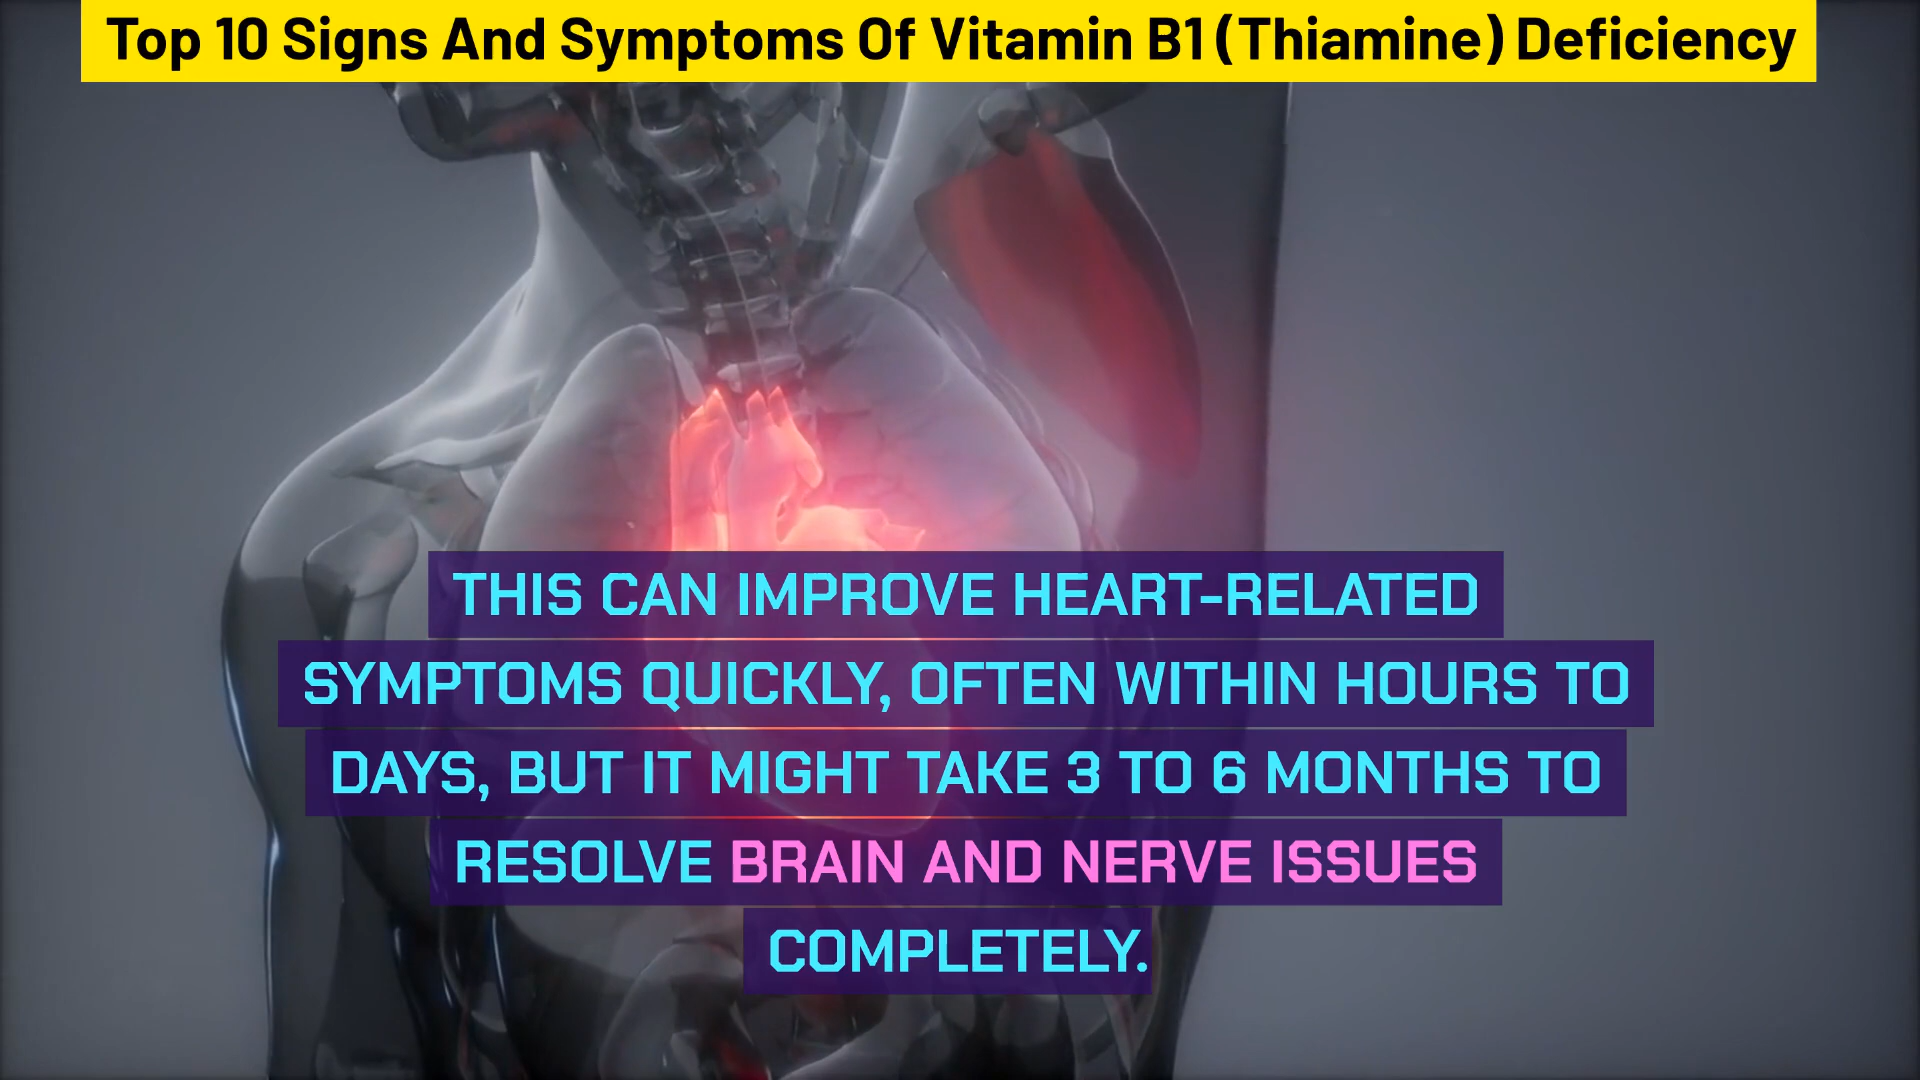 Top 10 Signs And Symptoms Of Vitamin B1 (Thiamine) Deficiency
THIS CAN IMPROVE HEART-RELATED
SYMPTOMS QUICKLY, OFTEN WITHIN HOURS TO
DAYS, BUT IT MIGHT TAKE 3 TO 6 MONTHS TO
RESOLVE BRAIN AND NERVE ISSUES
COMPLETELY.